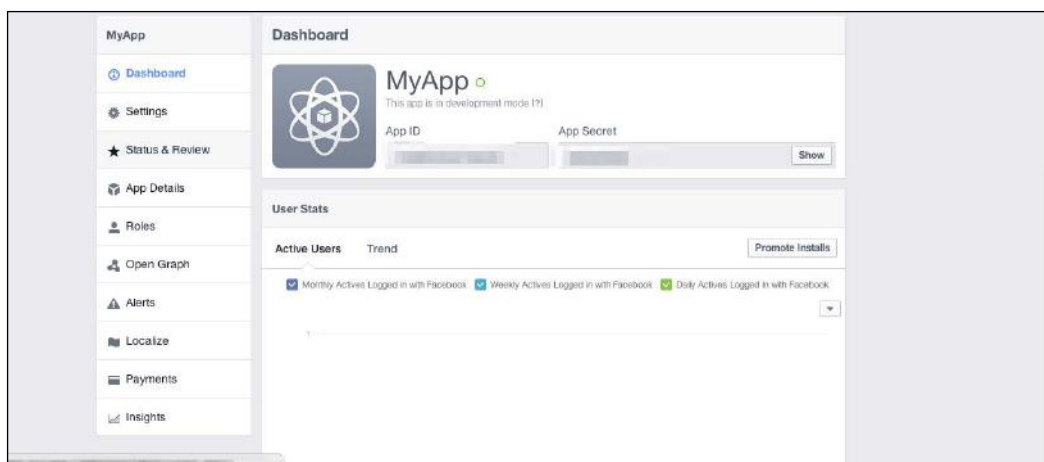 MyApp
Dashboard
Settings
Status & Review
App Details
Roles
Open Graph
Alerts
Localize
Payments
Insights
Dashboard
MyApp
This app is in development mode [?]
App ID
App Secret
Show
User Stats
Active Users Trend
Promote Installs
Monthly Actives Logged in with Facebook Weekly Actives Logged in with Facebook Daily Actives Logged in with Facebook
1